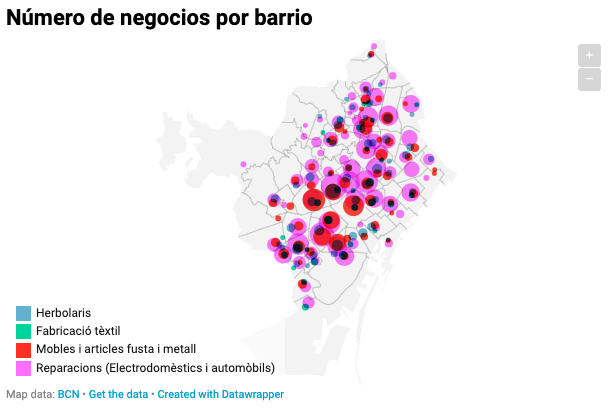 Número de negocios por barrio
+
−
Herbolaris
Fabricació tèxtil
Mobles i articles fusta i metall
Reparacions (Electrodomèstics i automòbils)
Map data: BCN • Get the data • Created with Datawrapper